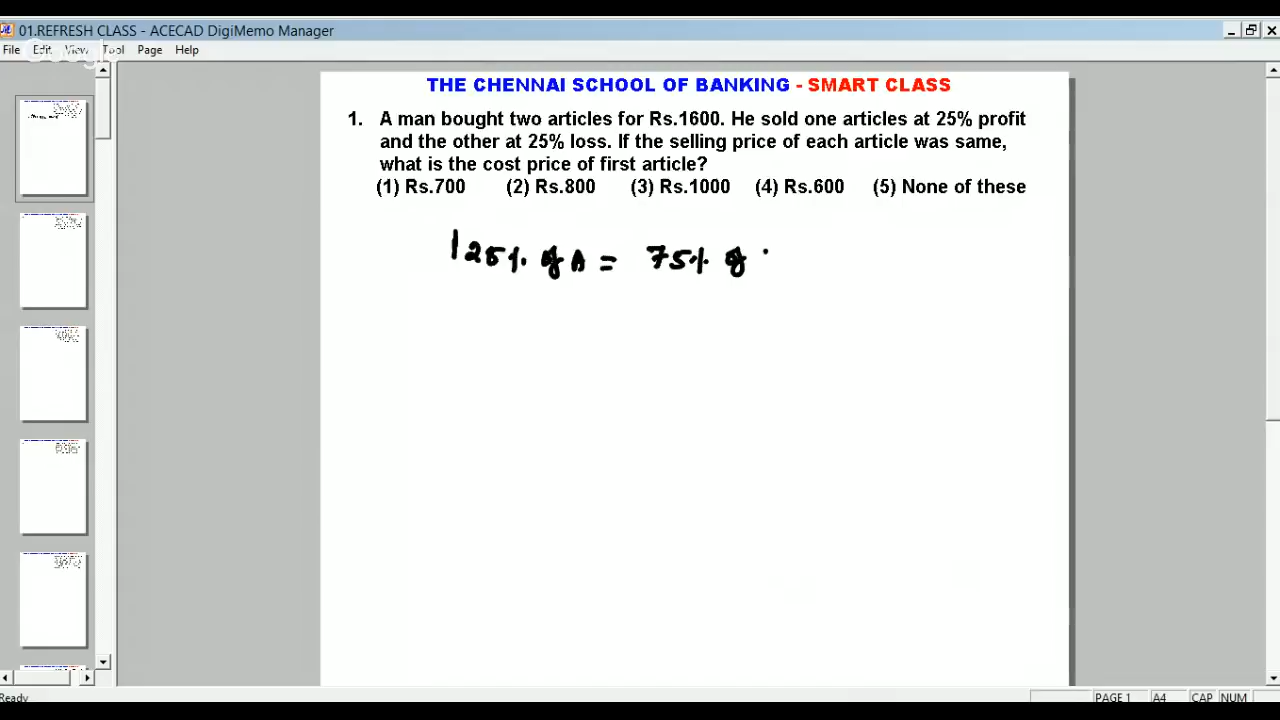 01.REFRESH CLASS - ACECAD DigiMemo Manager
File Edit View Tool Page Help
Google
THE CHENNAI SCHOOL OF BANKING - SMART CLASS
1. A man bought two articles for Rs.1600. He sold one articles at 25% profit
and the other at 25% loss. If the selling price of each article was same,
what is the cost price of first article?
(1) Rs.700 (2) Rs.800 (3) Rs.1000 (4) Rs.600 (5) None of these
125% of A = 75% of
Ready PAGE 1 A4 CAP NUM